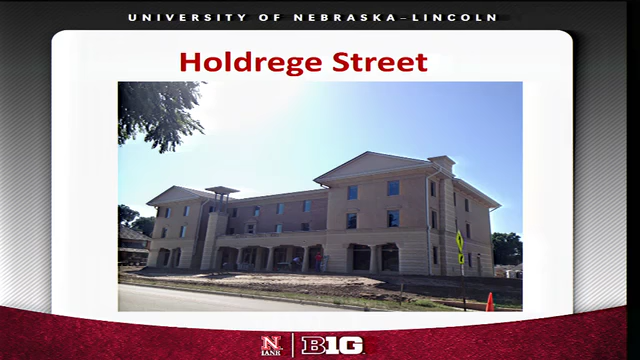 UNIVERSITY OF NEBRASKA–LINCOLN
Holdrege Street
N
IANR
B1G